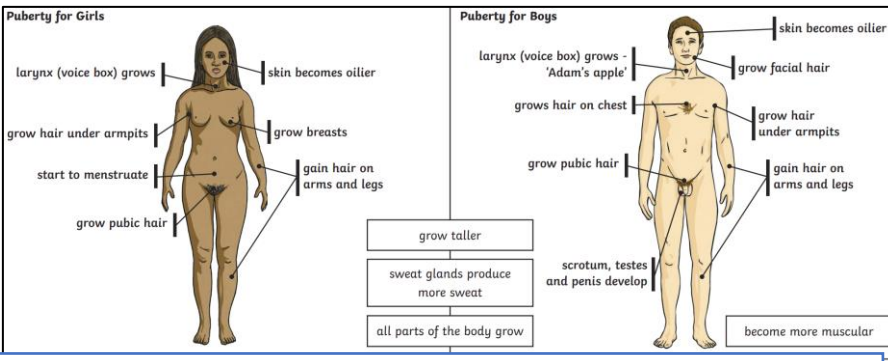 Puberty for Girls
larynx (voice box) grows
skin becomes oilier
grow hair under armpits
grow breasts
start to menstruate
gain hair on
arms and legs
grow pubic hair
grow taller
sweat glands produce
more sweat
all parts of the body grow
Puberty for Boys
skin becomes oilier
larynx (voice box) grows -
'Adam's apple'
grow facial hair
grows hair on chest
grow hair
under armpits
grow pubic hair
gain hair on
arms and legs
scrotum, testes
and penis develop
become more muscular